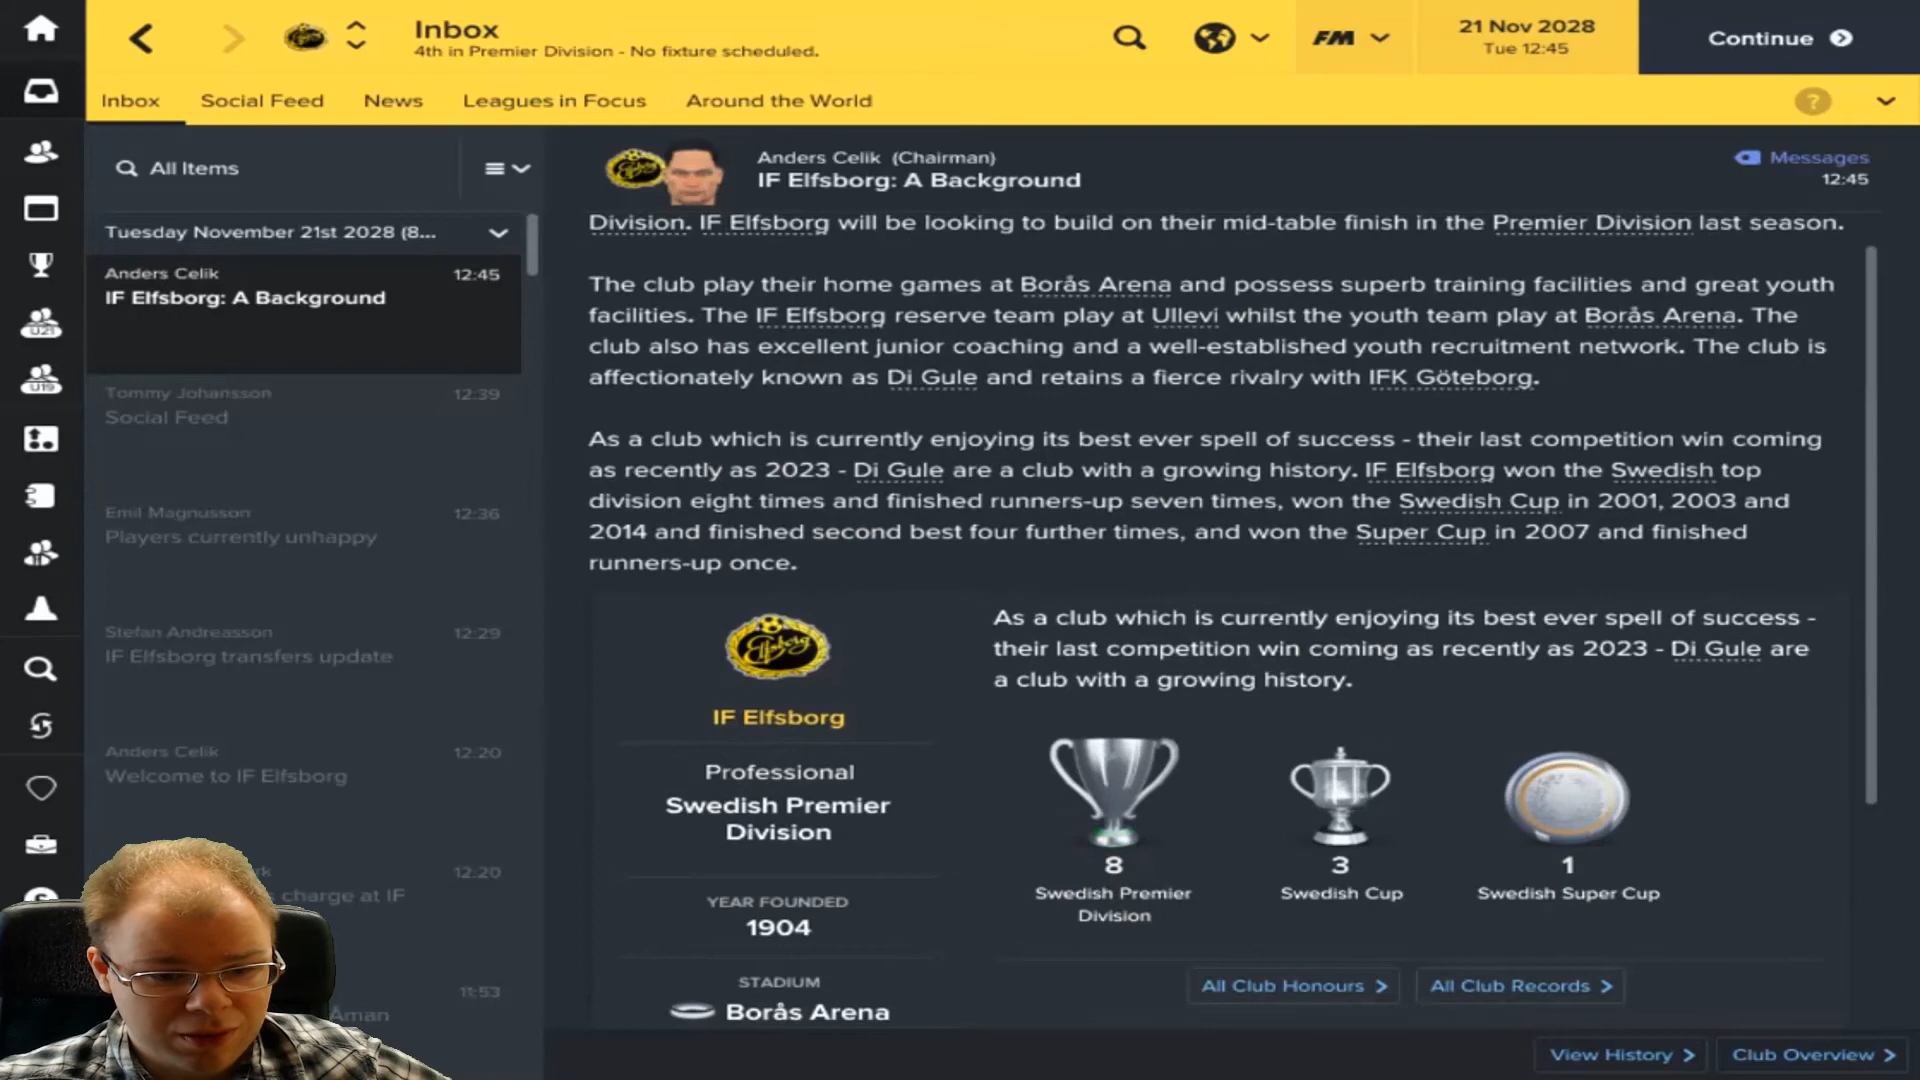 Inbox
4th in Premier Division - No fixture scheduled.
FM
21 Nov 2028
Tue 12:45
Continue
Inbox
Social Feed
News
Leagues in Focus
Around the World
?
All Items
Tuesday November 21st 2028 (8...
Anders Celik 12:45
IF Elfsborg: A Background
Tommy Johansson 12:39
Social Feed
Emil Magnusson 12:36
Players currently unhappy
Stefan Andreasson 12:29
IF Elfsborg transfers update
Anders Celik 12:20
Welcome to IF Elfsborg
rk 12:20
s charge at IF
11:53
Åman
U21
U19
Anders Celik (Chairman)
IF Elfsborg: A Background
Messages
12:45
Division. IF Elfsborg will be looking to build on their mid-table finish in the Premier Division last season.
The club play their home games at Borås Arena and possess superb training facilities and great youth
facilities. The IF Elfsborg reserve team play at Ullevi whilst the youth team play at Borås Arena. The
club also has excellent junior coaching and a well-established youth recruitment network. The club is
affectionately known as Di Gule and retains a fierce rivalry with IFK Göteborg.
As a club which is currently enjoying its best ever spell of success - their last competition win coming
as recently as 2023 - Di Gule are a club with a growing history. IF Elfsborg won the Swedish top
division eight times and finished runners-up seven times, won the Swedish Cup in 2001, 2003 and
2014 and finished second best four further times, and won the Super Cup in 2007 and finished
runners-up once.
Elfsborg
IF Elfsborg
Professional
Swedish Premier
Division
YEAR FOUNDED
1904
STADIUM
Borås Arena
As a club which is currently enjoying its best ever spell of success -
their last competition win coming as recently as 2023 - Di Gule are
a club with a growing history.
8
Swedish Premier
Division
3
Swedish Cup
1
Swedish Super Cup
All Club Honours
All Club Records
View History
Club Overview